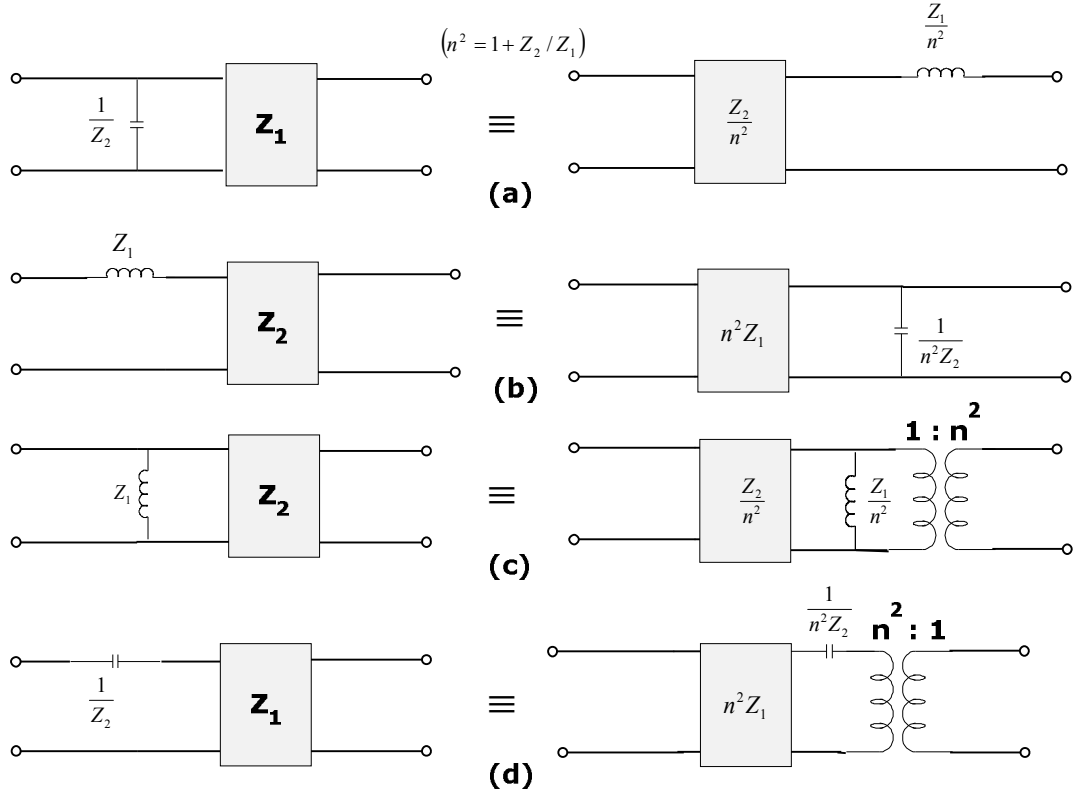 (n² = 1 + Z₂ / Z₁)
Z₁/n²
1/Z₂
Z₁
≡
Z₂/n²
(a)
Z₁
Z₂
≡
n²Z₁
1/n²Z₂
(b)
1 : n²
Z₁
Z₂
≡
Z₂/n²
Z₁/n²
(c)
1/n²Z₂
n² : 1
1/Z₂
Z₁
≡
n²Z₁
(d)